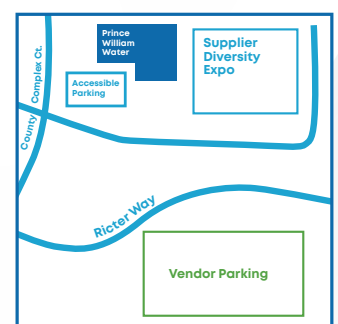 Prince
William
Water
Supplier
Diversity
Expo
Accessible
Parking
County Complex Ct.
Ricter Way
Vendor Parking